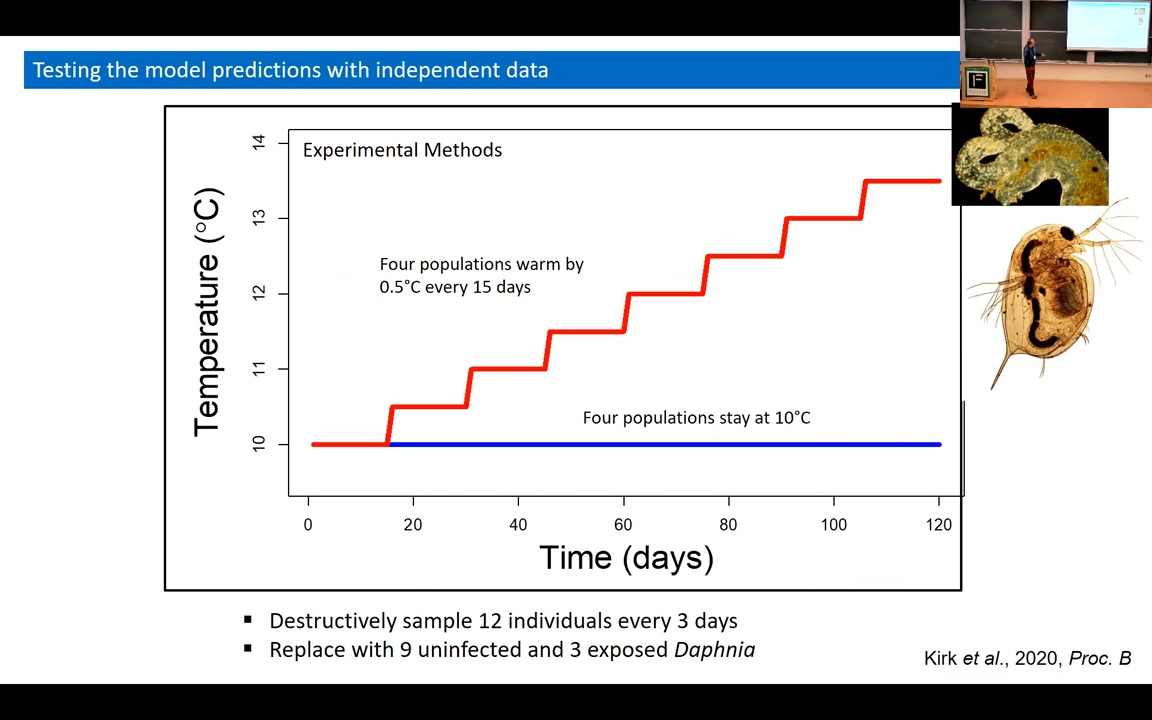 Testing the model predictions with independent data
Experimental Methods
Four populations warm by
0.5°C every 15 days
Four populations stay at 10°C
Temperature (°C)
14
13
12
11
10
0 20 40 60 80 100 120
Time (days)
▪ Destructively sample 12 individuals every 3 days
▪ Replace with 9 uninfected and 3 exposed Daphnia
Kirk et al., 2020, Proc. B
F